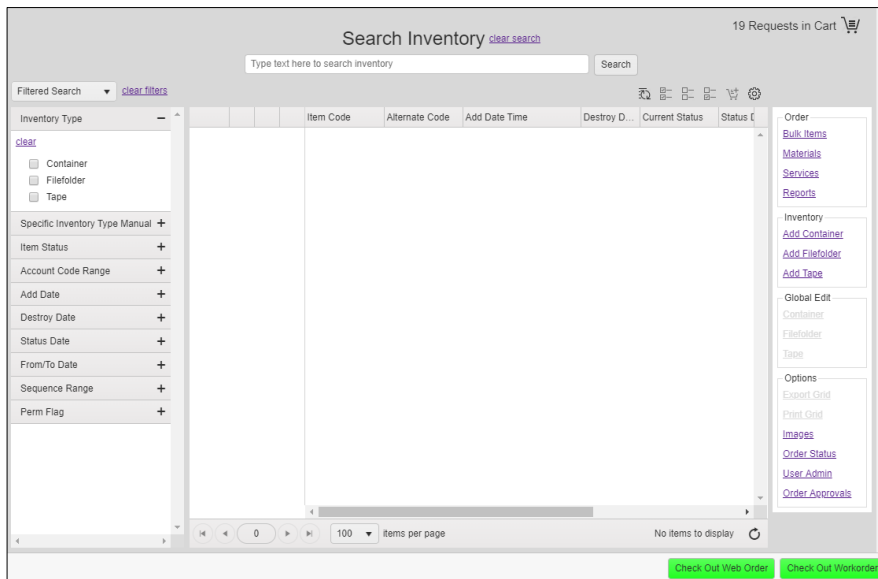 19 Requests in Cart
Search Inventory clear search
Type text here to search inventory
Search
Filtered Search
clear filters
Inventory Type
clear
Container
Filefolder
Tape
Specific Inventory Type Manual
Item Status
Account Code Range
Add Date
Destroy Date
Status Date
From/To Date
Sequence Range
Perm Flag
Item Code Alternate Code Add Date Time Destroy D... Current Status Status D
0
100 items per page
No items to display
Order
Bulk Items
Materials
Services
Reports
Inventory
Add Container
Add Filefolder
Add Tape
Global Edit
Container
Filefolder
Tape
Options
Export Grid
Print Grid
Images
Order Status
User Admin
Order Approvals
Check Out Web Order
Check Out Workorder